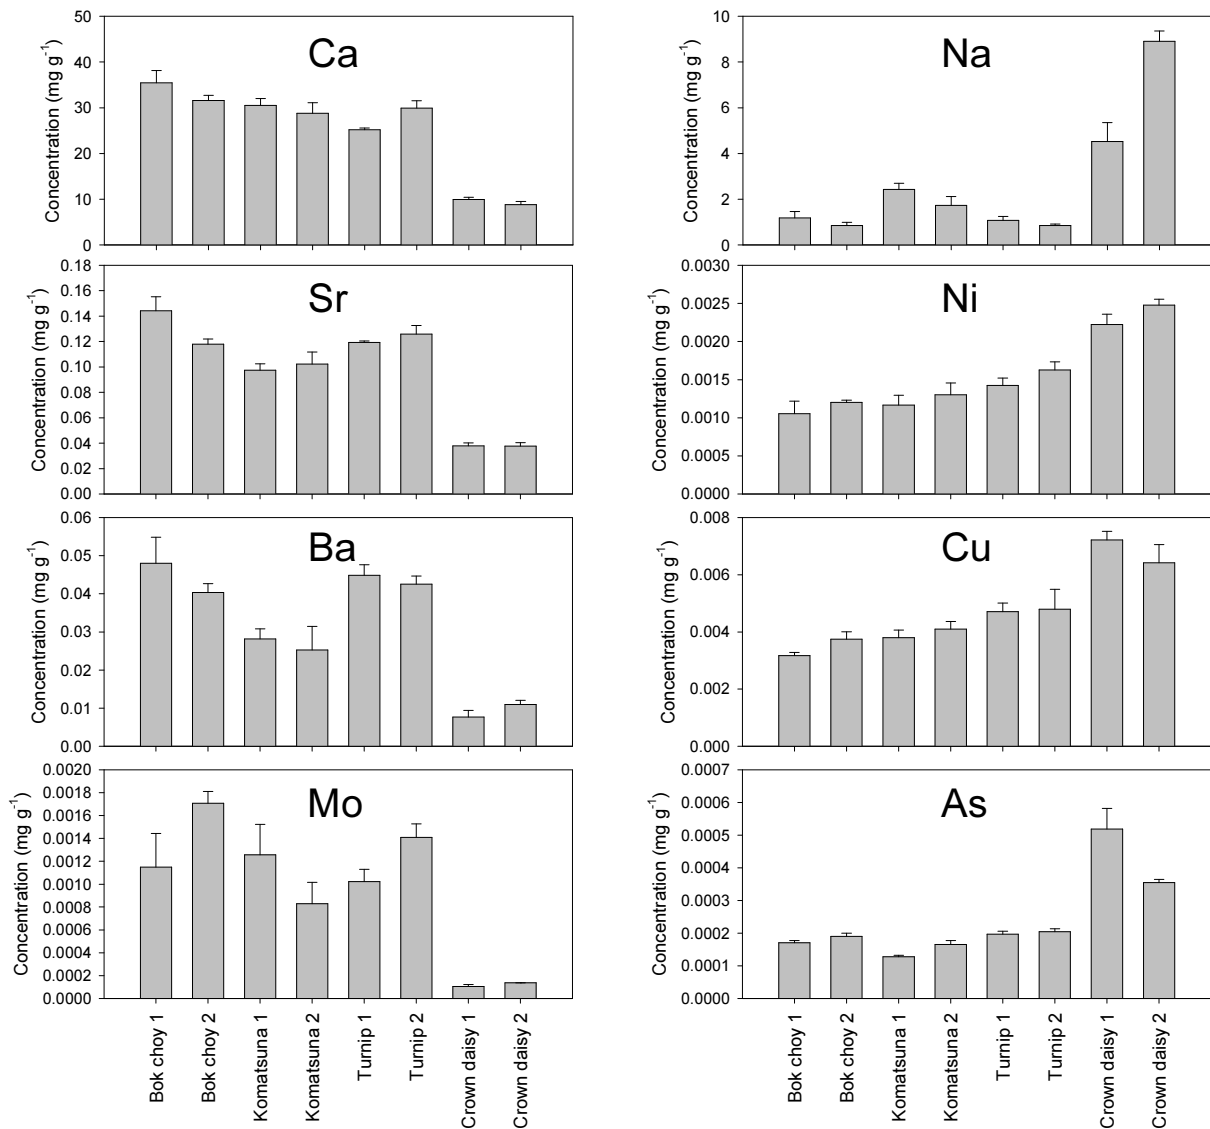 Concentration (mg g-1)
50
40
30
20
10
0
Ca
Concentration (mg g-1)
10
8
6
4
2
0
Na
Concentration (mg g-1)
0.18
0.16
0.14
0.12
0.10
0.08
0.06
0.04
0.02
0.00
Sr
Concentration (mg g-1)
0.0030
0.0025
0.0020
0.0015
0.0010
0.0005
0.0000
Ni
Concentration (mg g-1)
0.06
0.05
0.04
0.03
0.02
0.01
0.00
Ba
Concentration (mg g-1)
0.008
0.006
0.004
0.002
0.000
Cu
Concentration (mg g-1)
0.0020
0.0018
0.0016
0.0014
0.0012
0.0010
0.0008
0.0006
0.0004
0.0002
0.0000
Mo
Bok choy 1
Bok choy 2
Komatsuna 1
Komatsuna 2
Turnip 1
Turnip 2
Crown daisy 1
Crown daisy 2
Concentration (mg g-1)
0.0007
0.0006
0.0005
0.0004
0.0003
0.0002
0.0001
0.0000
As
Bok choy 1
Bok choy 2
Komatsuna 1
Komatsuna 2
Turnip 1
Turnip 2
Crown daisy 1
Crown daisy 2